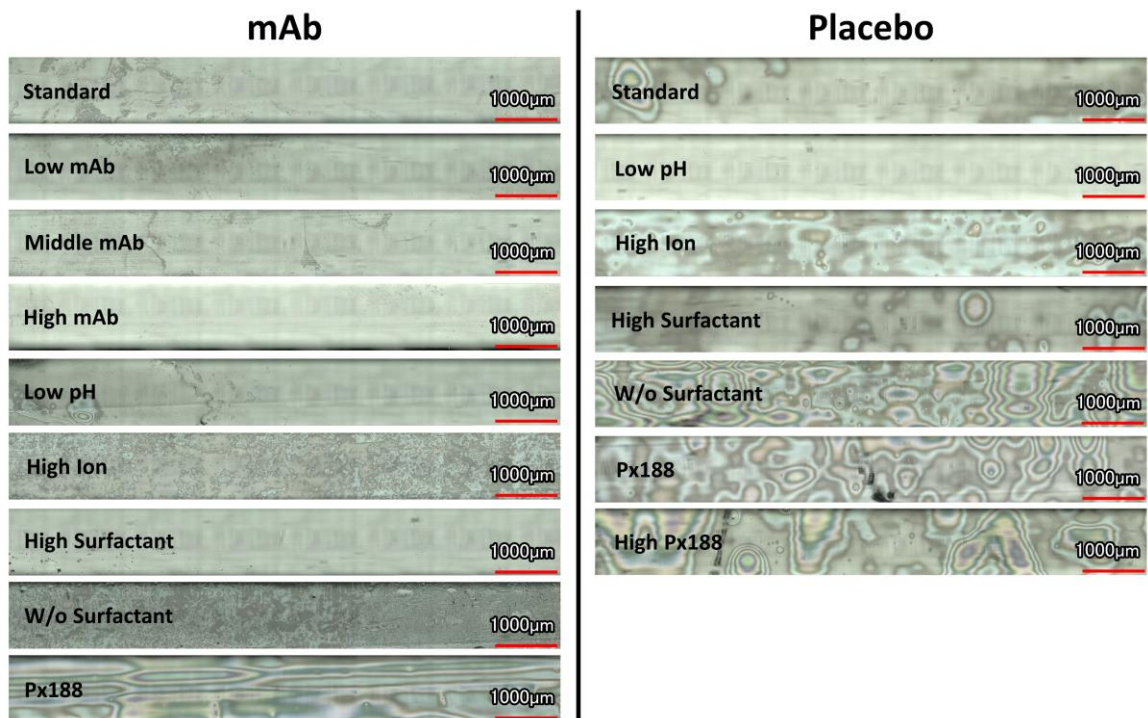 mAb
Standard
1000µm
Low mAb
1000µm
Middle mAb
1000µm
High mAb
1000µm
Low pH
1000µm
High Ion
1000µm
High Surfactant
1000µm
W/o Surfactant
1000µm
Px188
1000µm
Placebo
Standard
1000µm
Low pH
1000µm
High Ion
1000µm
High Surfactant
1000µm
W/o Surfactant
1000µm
Px188
1000µm
High Px188
1000µm